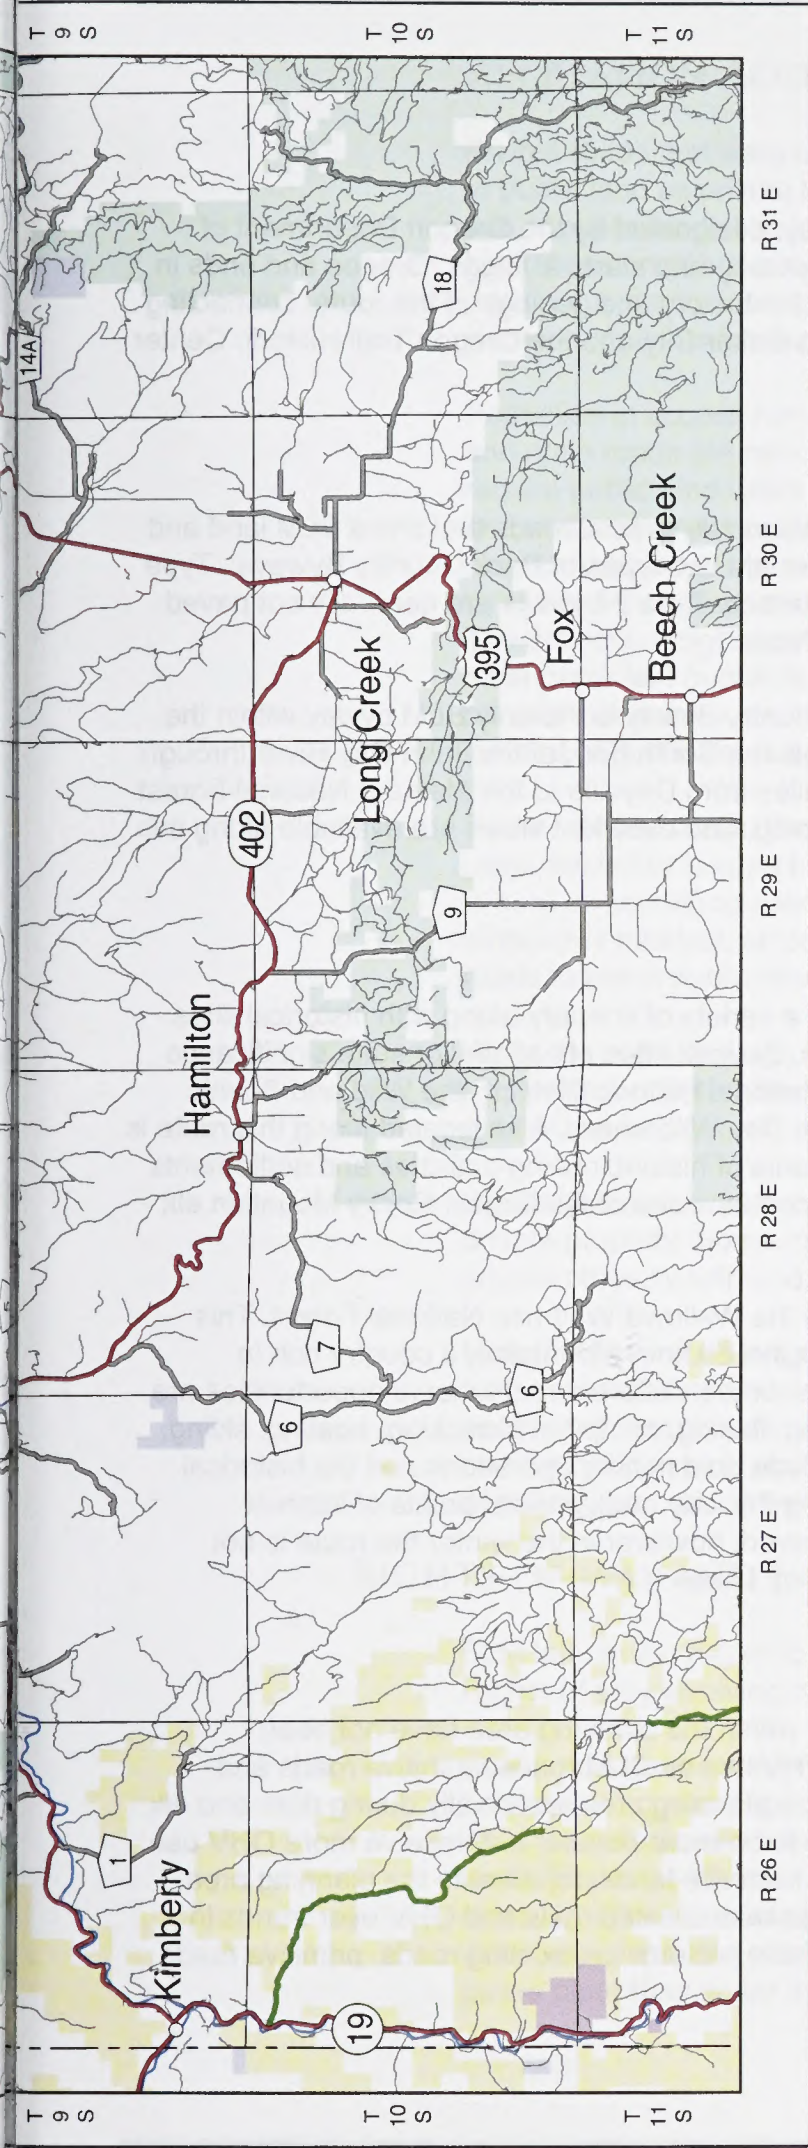 T
9
S
T
10
S
T
11
S
R 31 E
R 30 E
R 29 E
R 28 E
R 27 E
R 26 E
14A
18
Long Creek
395
Fox
Beech Creek
402
9
Hamilton
7
6
6
1
Kimberly
19
T
9
S
T
10
S
T
11
S